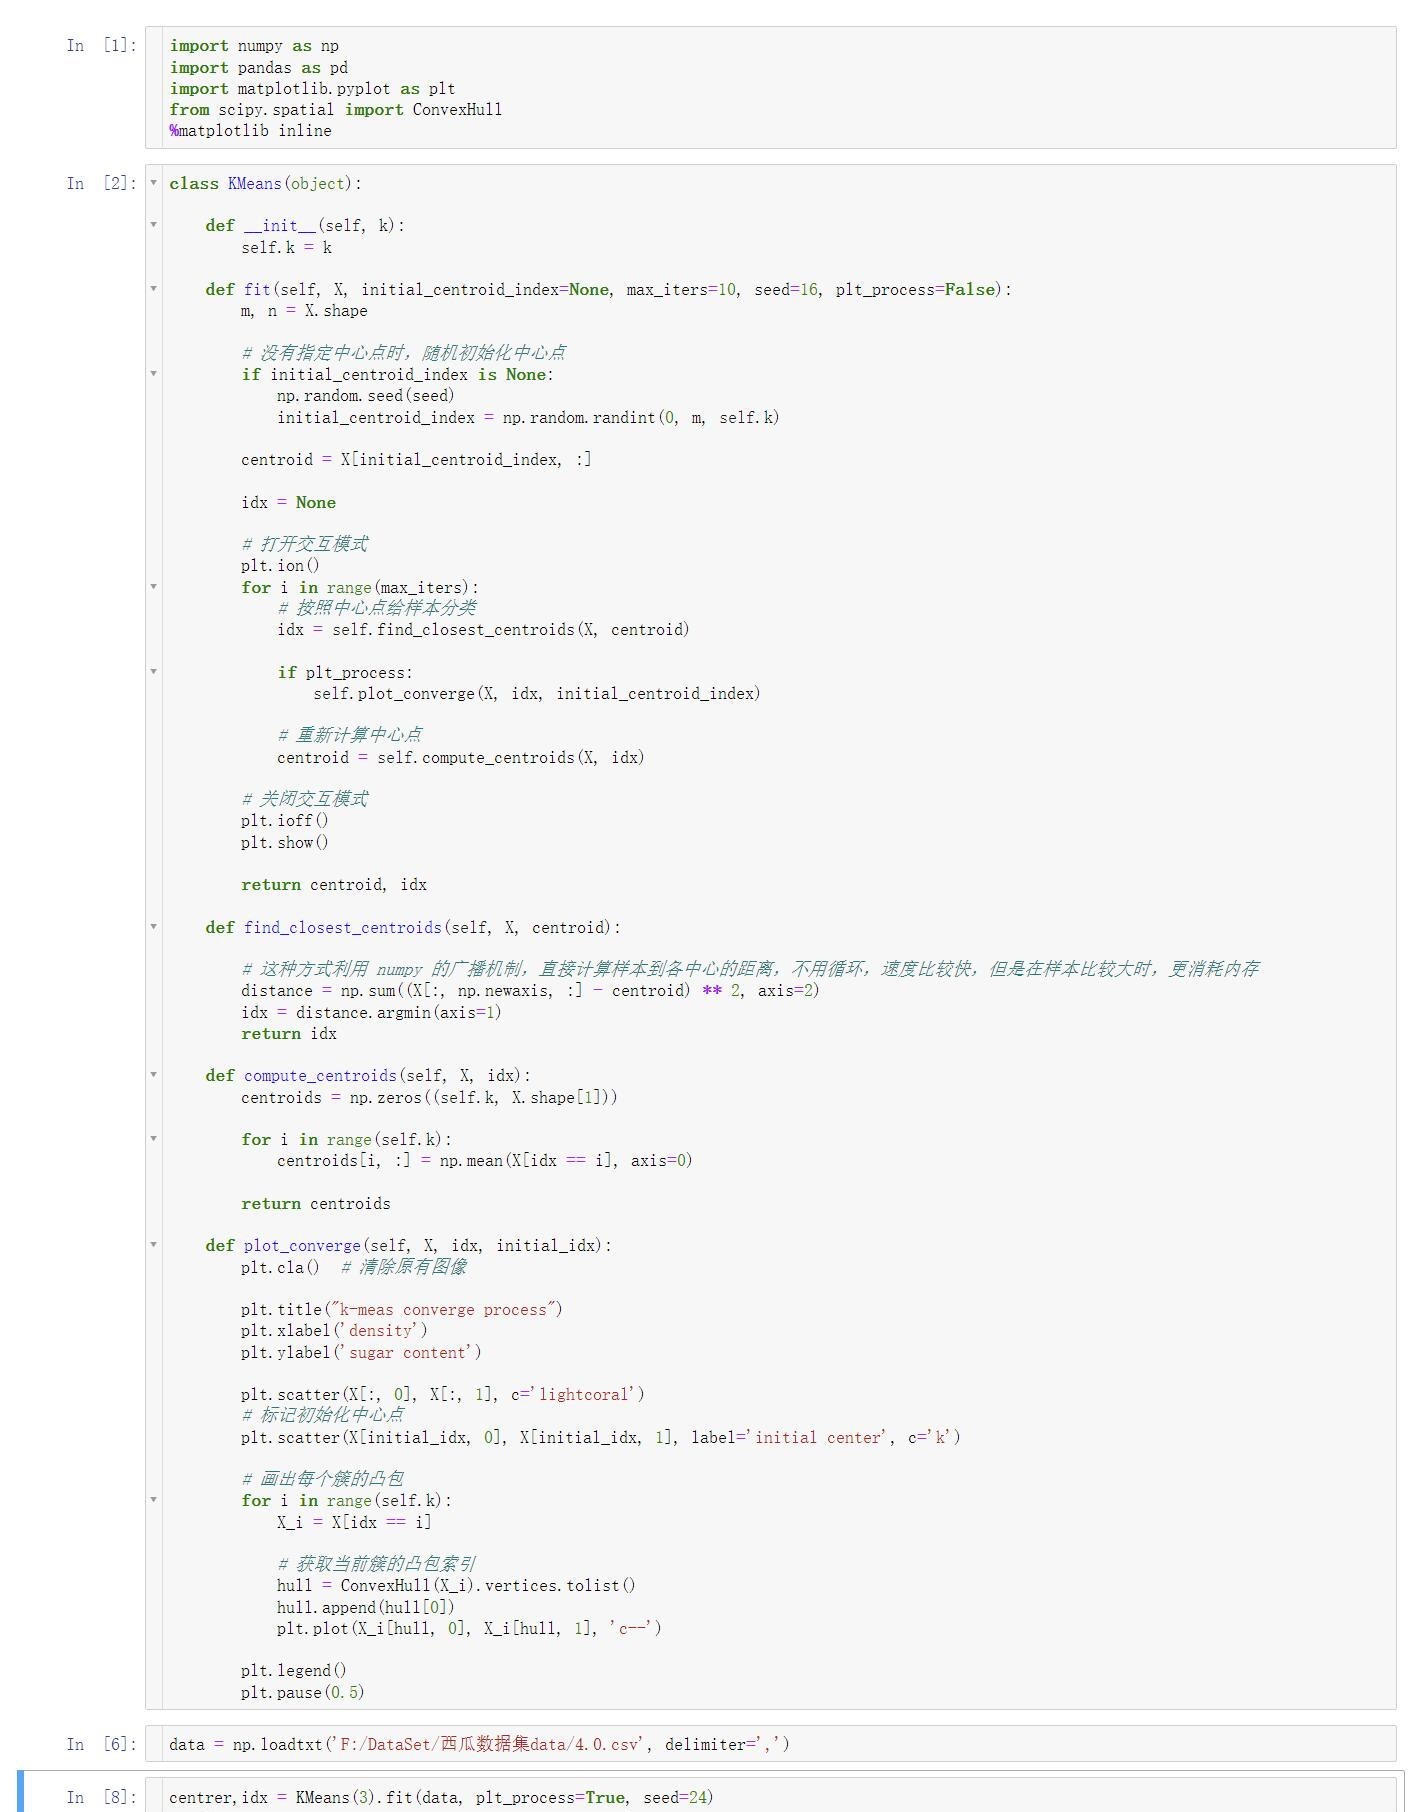 In [1]:
import numpy as np
import pandas as pd
import matplotlib.pyplot as plt
from scipy.spatial import ConvexHull
%matplotlib inline
In [2]:
class KMeans(object):
def __init__(self, k):
self.k = k
def fit(self, X, initial_centroid_index=None, max_iters=10, seed=16, plt_process=False):
m, n = X.shape
# 没有指定中心点时，随机初始化中心点
if initial_centroid_index is None:
np.random.seed(seed)
initial_centroid_index = np.random.randint(0, m, self.k)
centroid = X[initial_centroid_index, :]
idx = None
# 打开交互模式
plt.ion()
for i in range(max_iters):
# 按照中心点给样本分类
idx = self.find_closest_centroids(X, centroid)
if plt_process:
self.plot_converge(X, idx, initial_centroid_index)
# 重新计算中心点
centroid = self.compute_centroids(X, idx)
# 关闭交互模式
plt.ioff()
plt.show()
return centroid, idx
def find_closest_centroids(self, X, centroid):
# 这种方式利用 numpy 的广播机制，直接计算样本到各中心的距离，不用循环，速度比较快，但是在样本比较大时，更消耗内存
distance = np.sum((X[:, np.newaxis, :] - centroid) ** 2, axis=2)
idx = distance.argmin(axis=1)
return idx
def compute_centroids(self, X, idx):
centroids = np.zeros((self.k, X.shape[1]))
for i in range(self.k):
centroids[i, :] = np.mean(X[idx == i], axis=0)
return centroids
def plot_converge(self, X, idx, initial_idx):
plt.cla()  # 清除原有图像
plt.title("k-meas converge process")
plt.xlabel('density')
plt.ylabel('sugar content')
plt.scatter(X[:, 0], X[:, 1], c='lightcoral')
# 标记初始化中心点
plt.scatter(X[initial_idx, 0], X[initial_idx, 1], label='initial center', c='k')
# 画出每个簇的凸包
for i in range(self.k):
X_i = X[idx == i]
# 获取当前簇的凸包索引
hull = ConvexHull(X_i).vertices.tolist()
hull.append(hull[0])
plt.plot(X_i[hull, 0], X_i[hull, 1], 'c--')
plt.legend()
plt.pause(0.5)
In [6]:
data = np.loadtxt('F:/DataSet/西瓜数据集data/4.0.csv', delimiter=',')
In [8]:
centrer,idx = KMeans(3).fit(data, plt_process=True, seed=24)